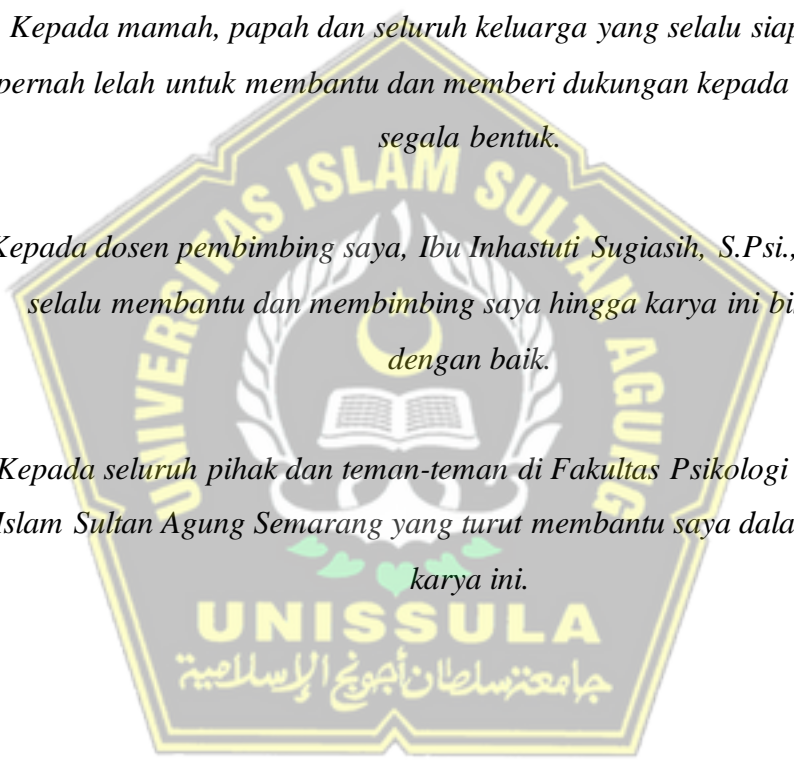 Kepada mamah, papah dan seluruh keluarga yang selalu siap
pernah lelah untuk membantu dan memberi dukungan kepada
segala bentuk.
Kepada dosen pembimbing saya, Ibu Inhastuti Sugiasih, S.Psi.,
selalu membantu dan membimbing saya hingga karya ini bi
dengan baik.
Kepada seluruh pihak dan teman-teman di Fakultas Psikologi
Islam Sultan Agung Semarang yang turut membantu saya dala
karya ini.
UNIVERSITAS ISLAM SULTAN AGUNG
UNISSULA
جامعتسلطان أجونج الإسلامية